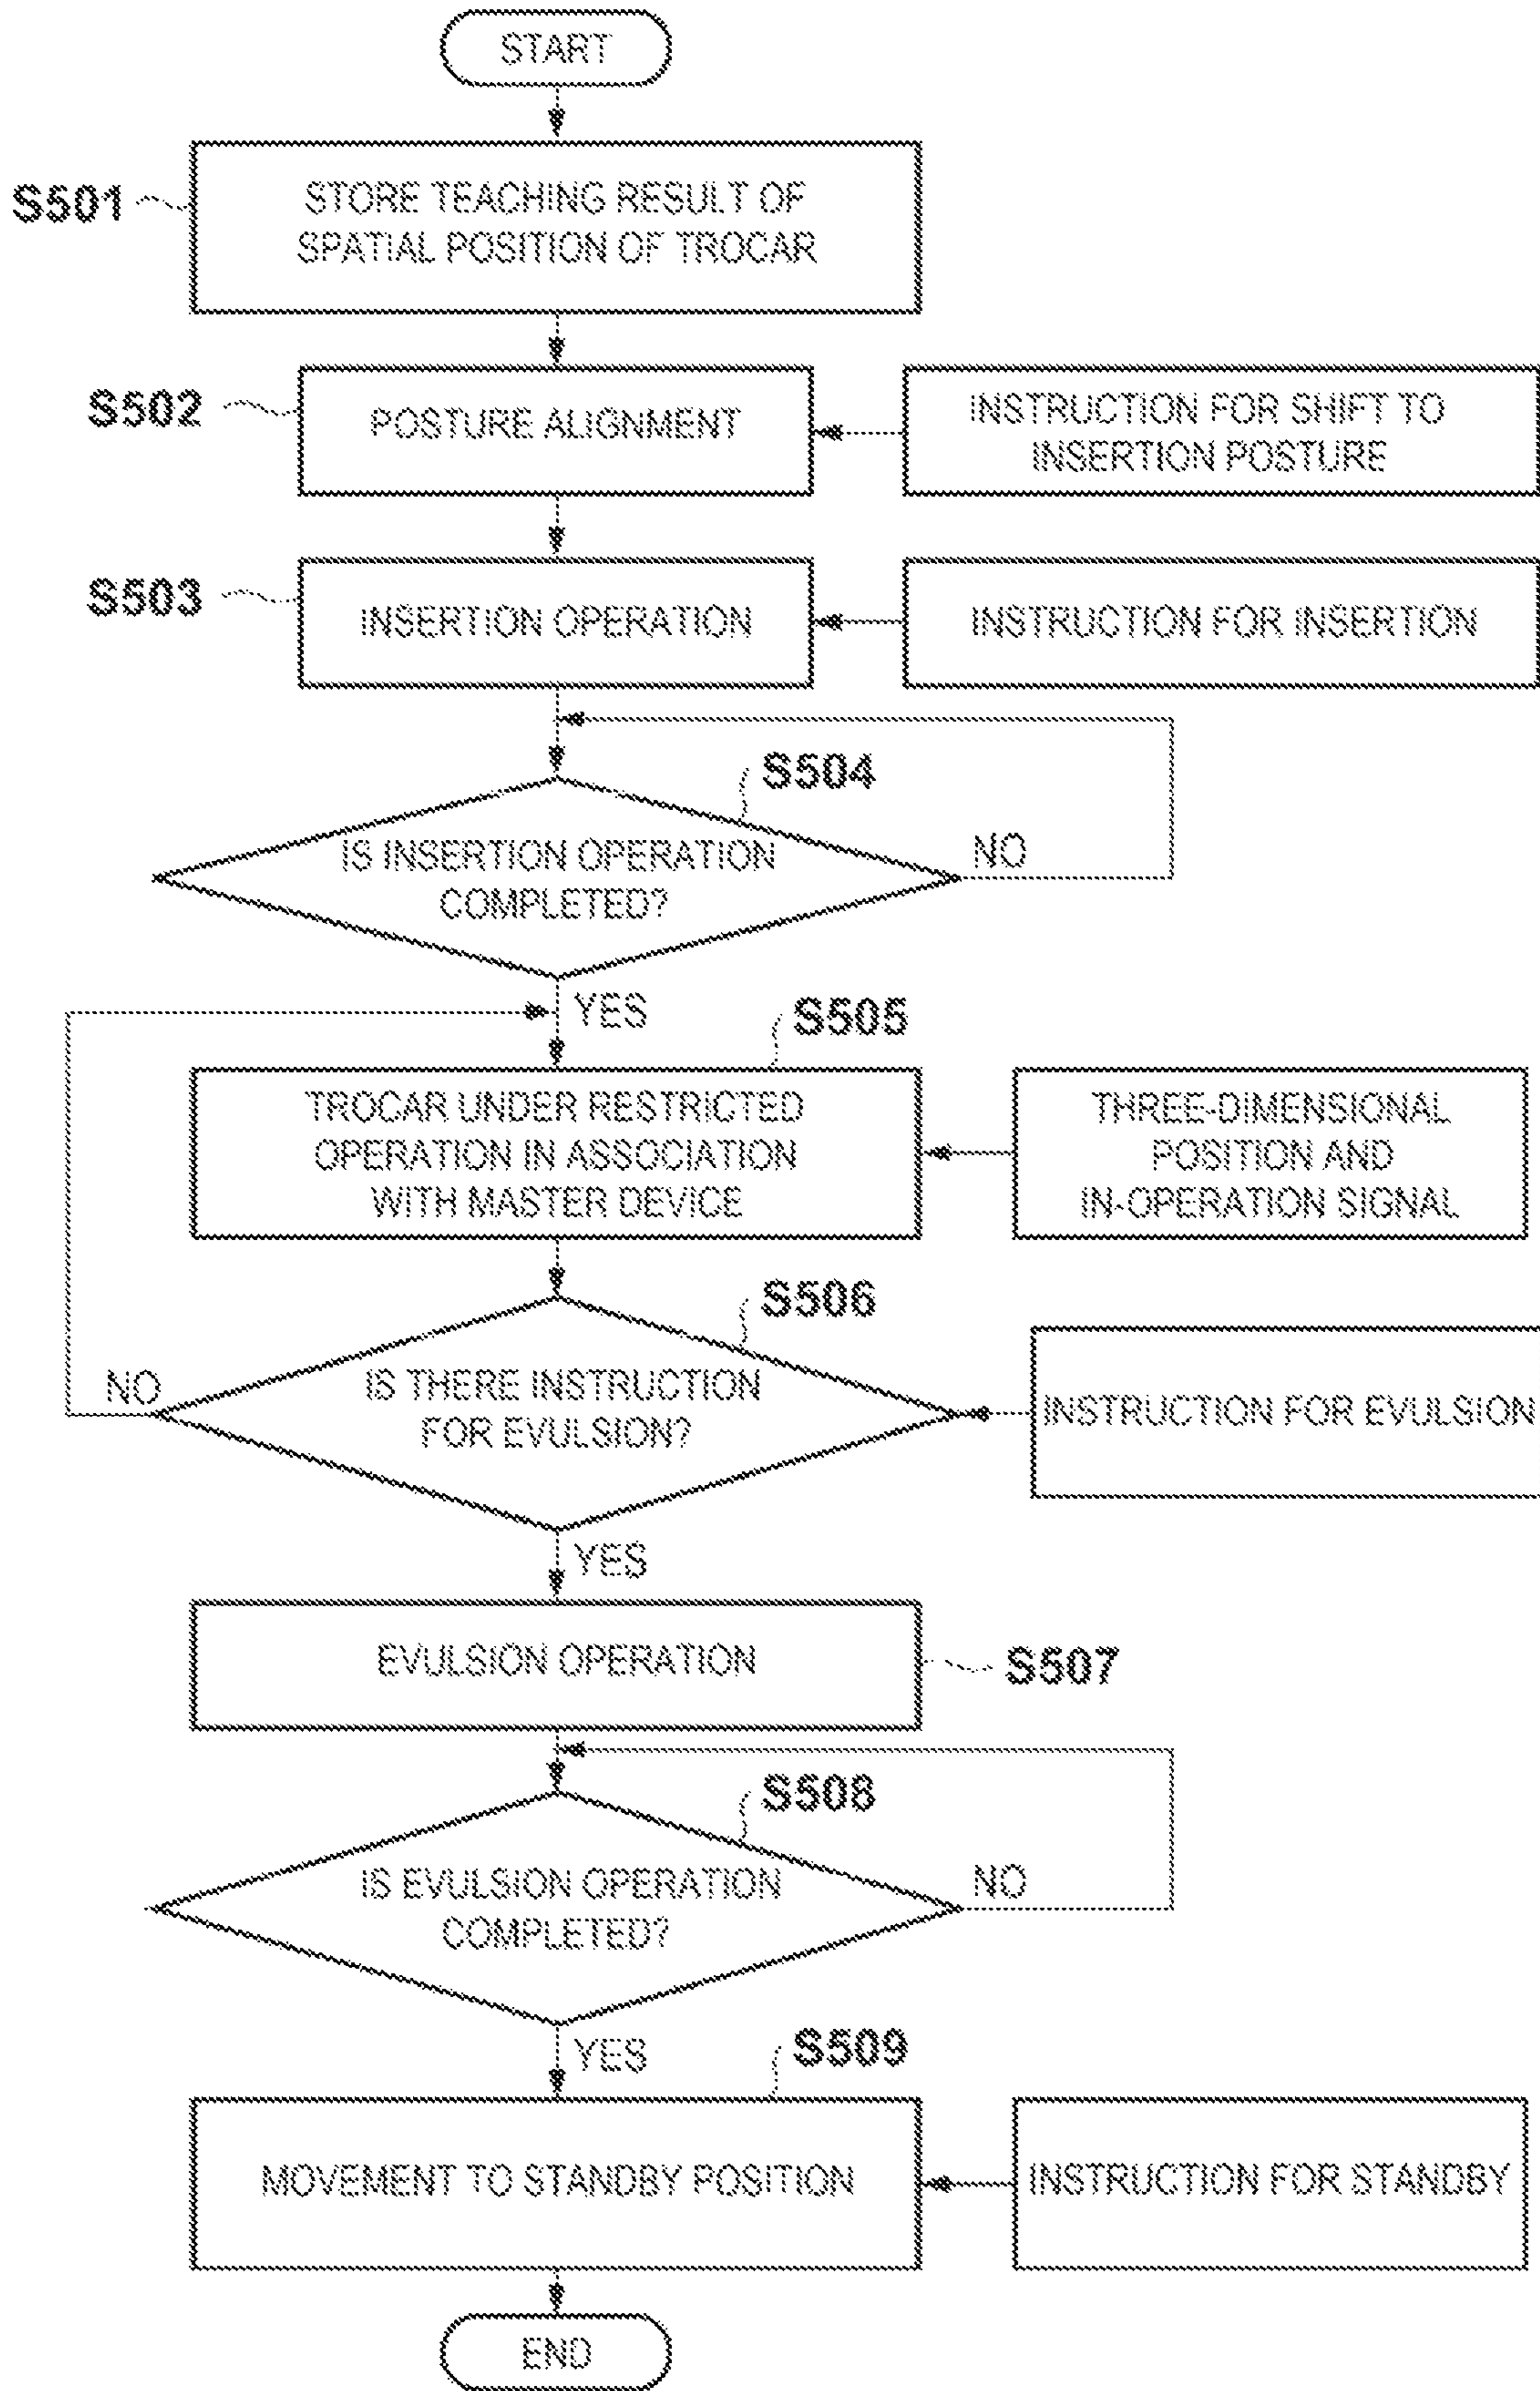 START
S501
STORE TEACHING RESULT OF
SPATIAL POSITION OF TROCAR
S502
POSTURE ALIGNMENT
INSTRUCTION FOR SHIFT TO
INSERTION POSTURE
S503
INSERTION OPERATION
INSTRUCTION FOR INSERTION
S504
IS INSERTION OPERATION
COMPLETED?
NO
YES
S505
TROCAR UNDER RESTRICTED
OPERATION IN ASSOCIATION
WITH MASTER DEVICE
THREE-DIMENSIONAL
POSITION AND
IN-OPERATION SIGNAL
S506
IS THERE INSTRUCTION
FOR EVULSION?
NO
INSTRUCTION FOR EVULSION
YES
EVULSION OPERATION
S507
S508
IS EVULSION OPERATION
COMPLETED?
NO
YES
S509
MOVEMENT TO STANDBY POSITION
INSTRUCTION FOR STANDBY
END